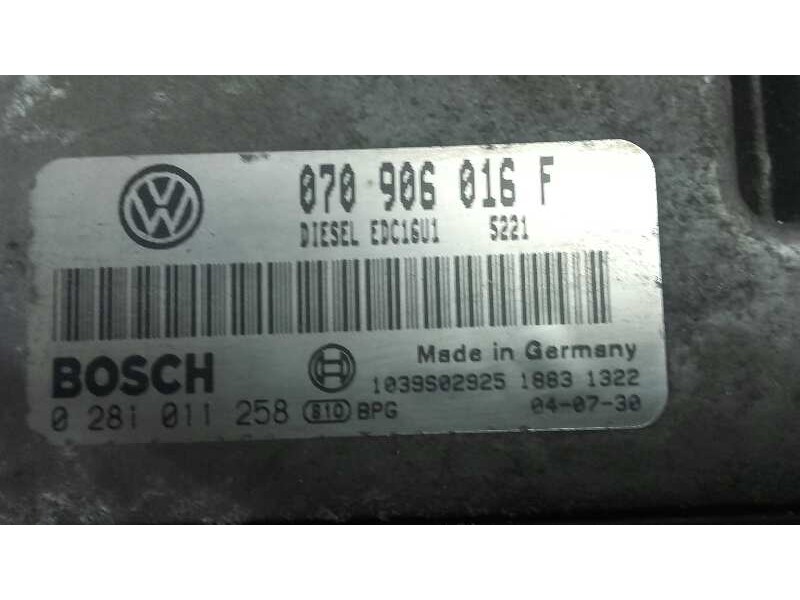 070 906 016 F
DIESEL EDC16U1 5221
BOSCH Made in Germany
1039S02925 1883 1322
0 281 011 258 810 BPG 04-07-30